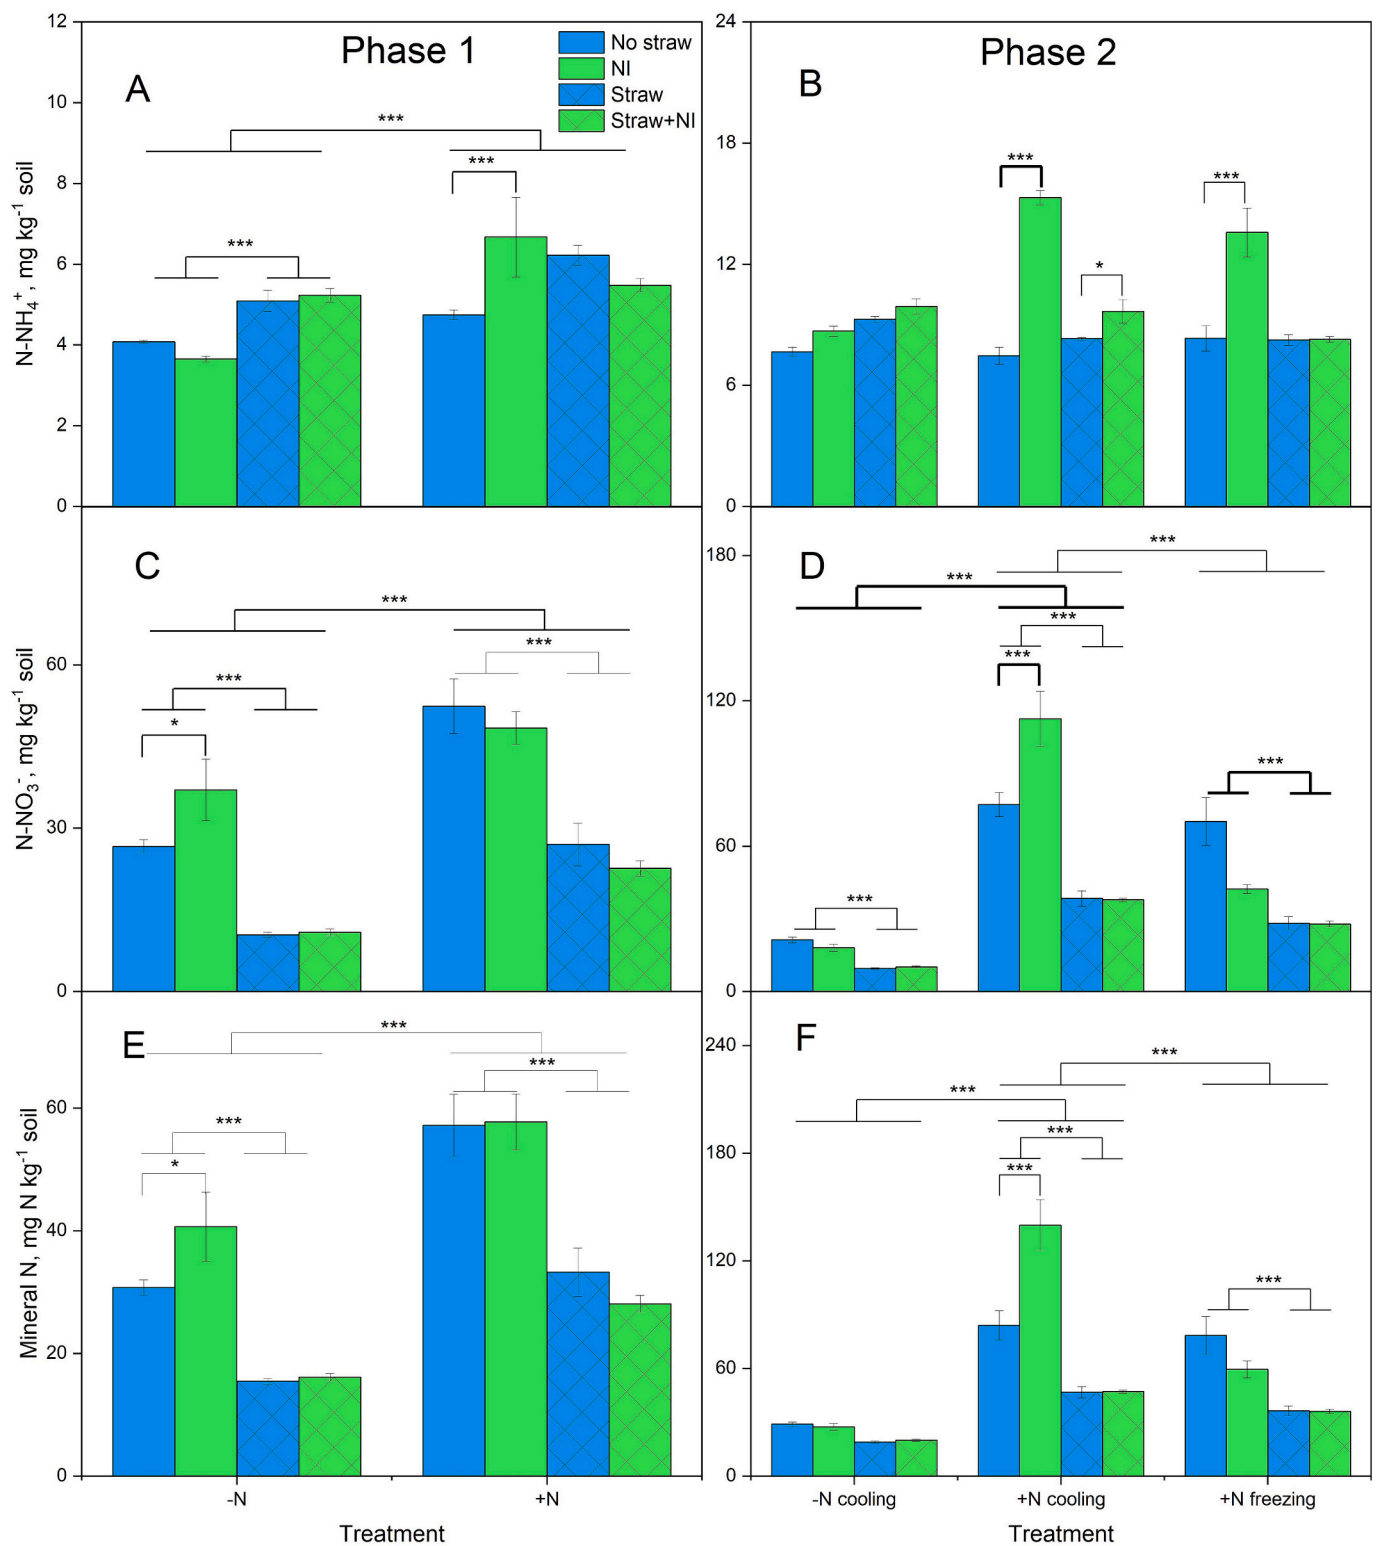 Phase 1
No straw
NI
Straw
Straw+NI
A
12
10
8
6
4
2
0
N-NH₄⁺, mg kg⁻¹ soil
***
***
***
Phase 2
B
24
18
12
6
0
***
*
***
C
60
30
0
N-NO₃⁻, mg kg⁻¹ soil
***
***
***
*
D
180
120
60
0
***
***
***
***
***
***
E
60
40
20
0
Mineral N, mg N kg⁻¹ soil
***
***
***
*
-N
+N
Treatment
F
240
180
120
60
0
***
***
***
***
***
-N cooling
+N cooling
+N freezing
Treatment